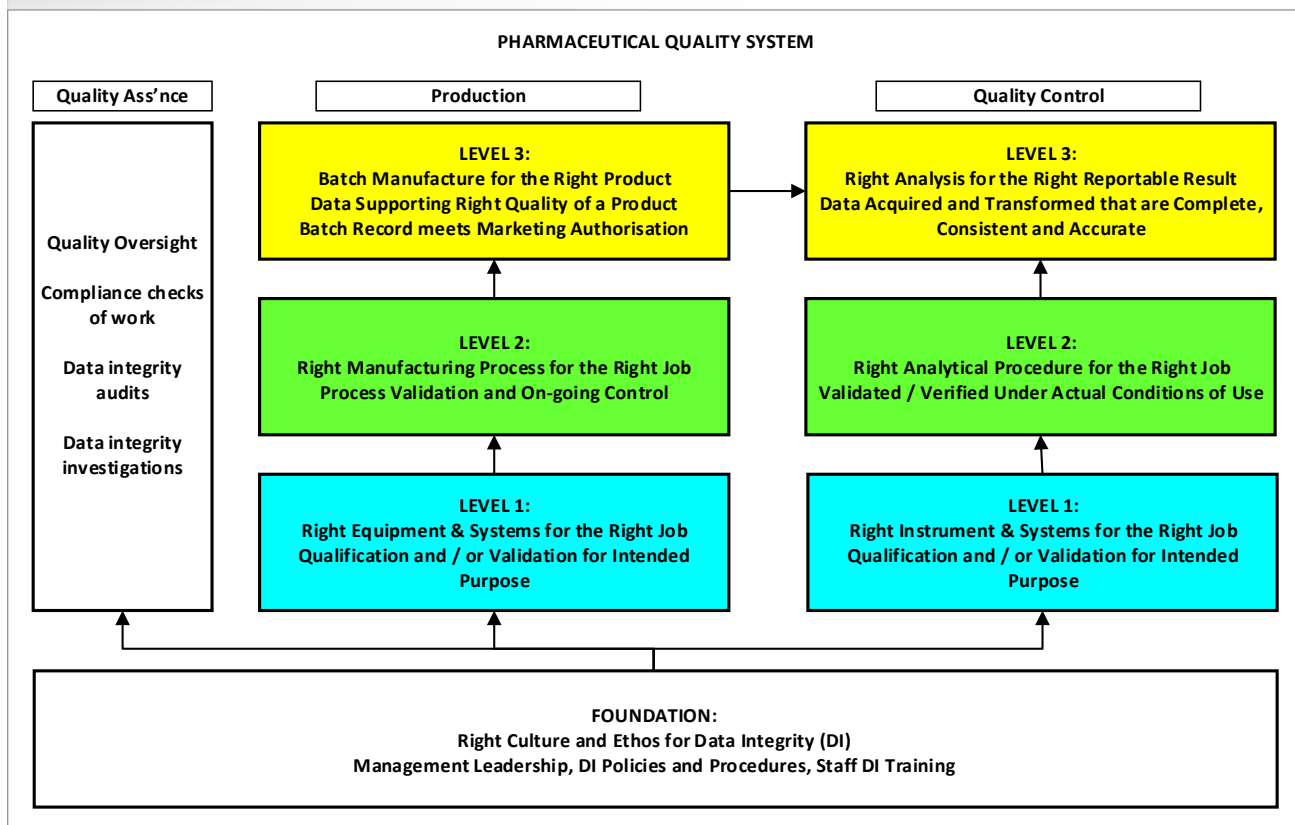 PHARMACEUTICAL QUALITY SYSTEM
Quality Ass'nce
Production
Quality Control
Quality Oversight
Compliance checks
of work
Data integrity
audits
Data integrity
investigations
LEVEL 3:
Batch Manufacture for the Right Product
Data Supporting Right Quality of a Product
Batch Record meets Marketing Authorisation
LEVEL 3:
Right Analysis for the Right Reportable Result
Data Acquired and Transformed that are Complete,
Consistent and Accurate
LEVEL 2:
Right Manufacturing Process for the Right Job
Process Validation and On-going Control
LEVEL 2:
Right Analytical Procedure for the Right Job
Validated / Verified Under Actual Conditions of Use
LEVEL 1:
Right Equipment & Systems for the Right Job
Qualification and / or Validation for Intended
Purpose
LEVEL 1:
Right Instrument & Systems for the Right Job
Qualification and / or Validation for Intended
Purpose
FOUNDATION:
Right Culture and Ethos for Data Integrity (DI)
Management Leadership, DI Policies and Procedures, Staff DI Training